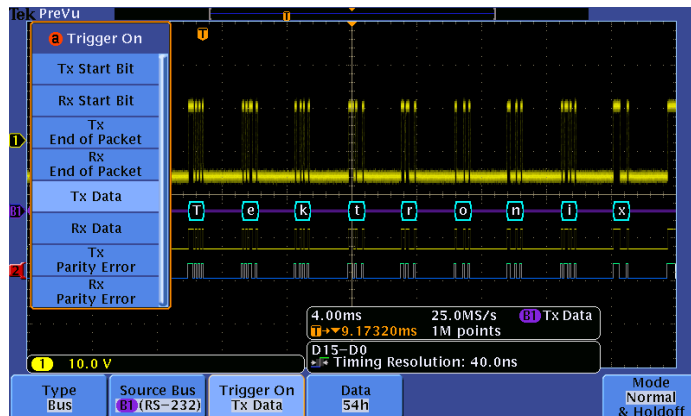 Tek PreVu
T
a Trigger On
T
Tx Start Bit
Rx Start Bit
Tx
End of Packet
1
Rx
End of Packet
Tx Data
B1
T e k t r o n i x
Rx Data
Tx
Parity Error
2
Rx
Parity Error
4.00ms 25.0MS/s B1 Tx Data
T→▼9.17320ms 1M points
D15-D0
Timing Resolution: 40.0ns
1 10.0 V
Type
Bus
Source Bus
B1 (RS-232)
Trigger On
Tx Data
Data
54h
Mode
Normal
& Holdoff